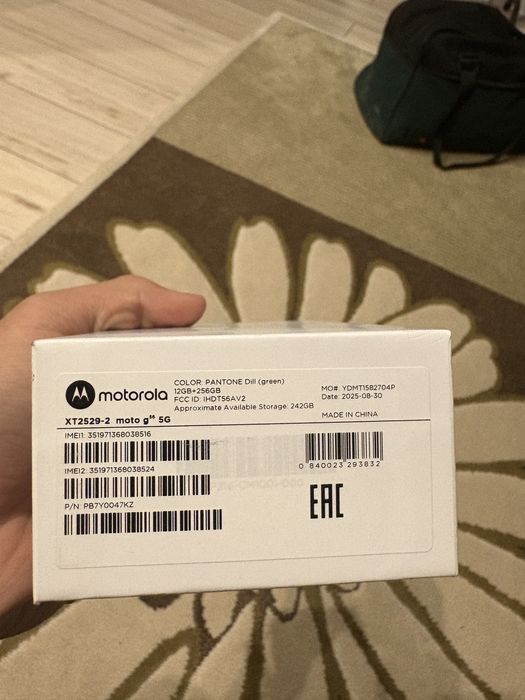 motorola
COLOR: PANTONE Dill (green)
12GB+256GB
FCC ID: IHDT56AV2
Approximate Available Storage: 242GB
MO#: YDMT1582704P
Date: 2025-08-30
MADE IN CHINA
XT2529-2 moto g⁵⁶ 5G
IMEI1: 351971368038516
IMEI2: 351971368038524
P/N: PB7Y0047KZ
0 840023 293832
EAC